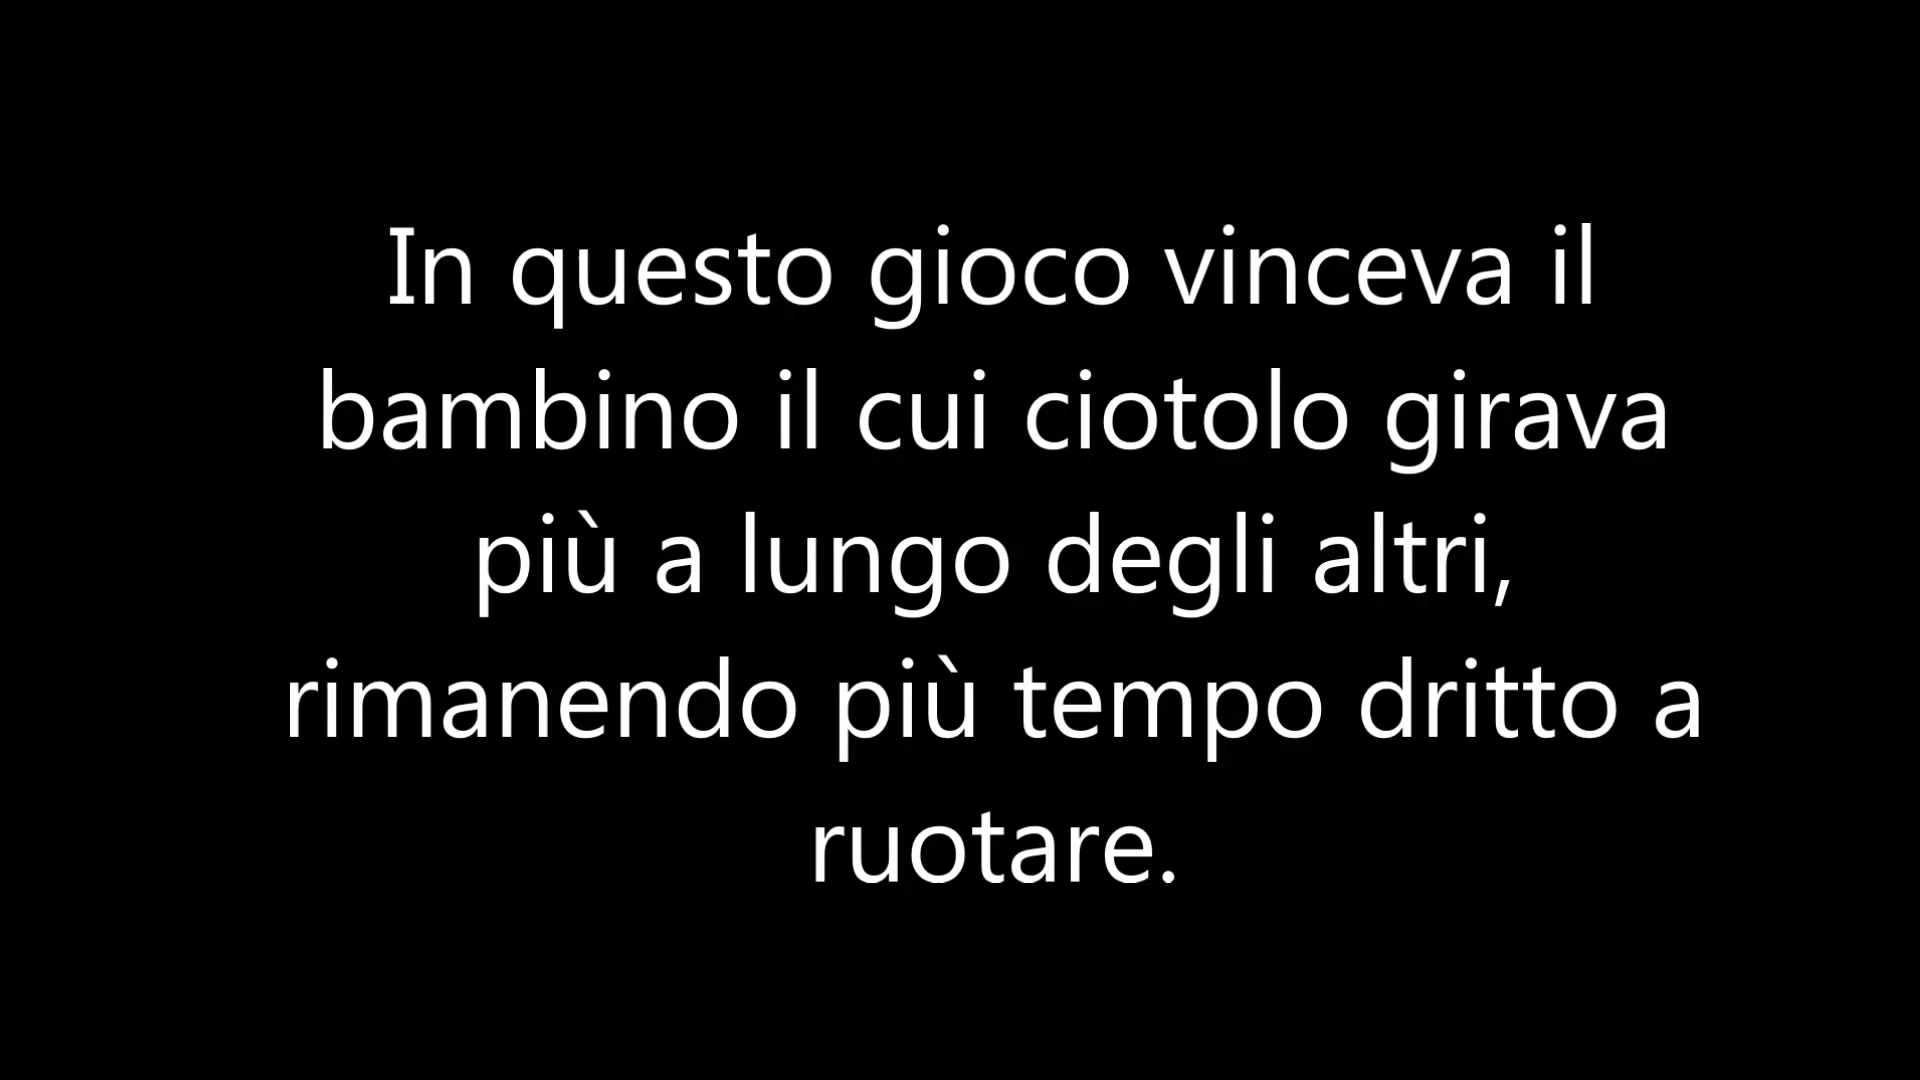 In questo gioco vinceva il
bambino il cui ciotolo girava
più a lungo degli altri,
rimanendo più tempo dritto a
ruotare.